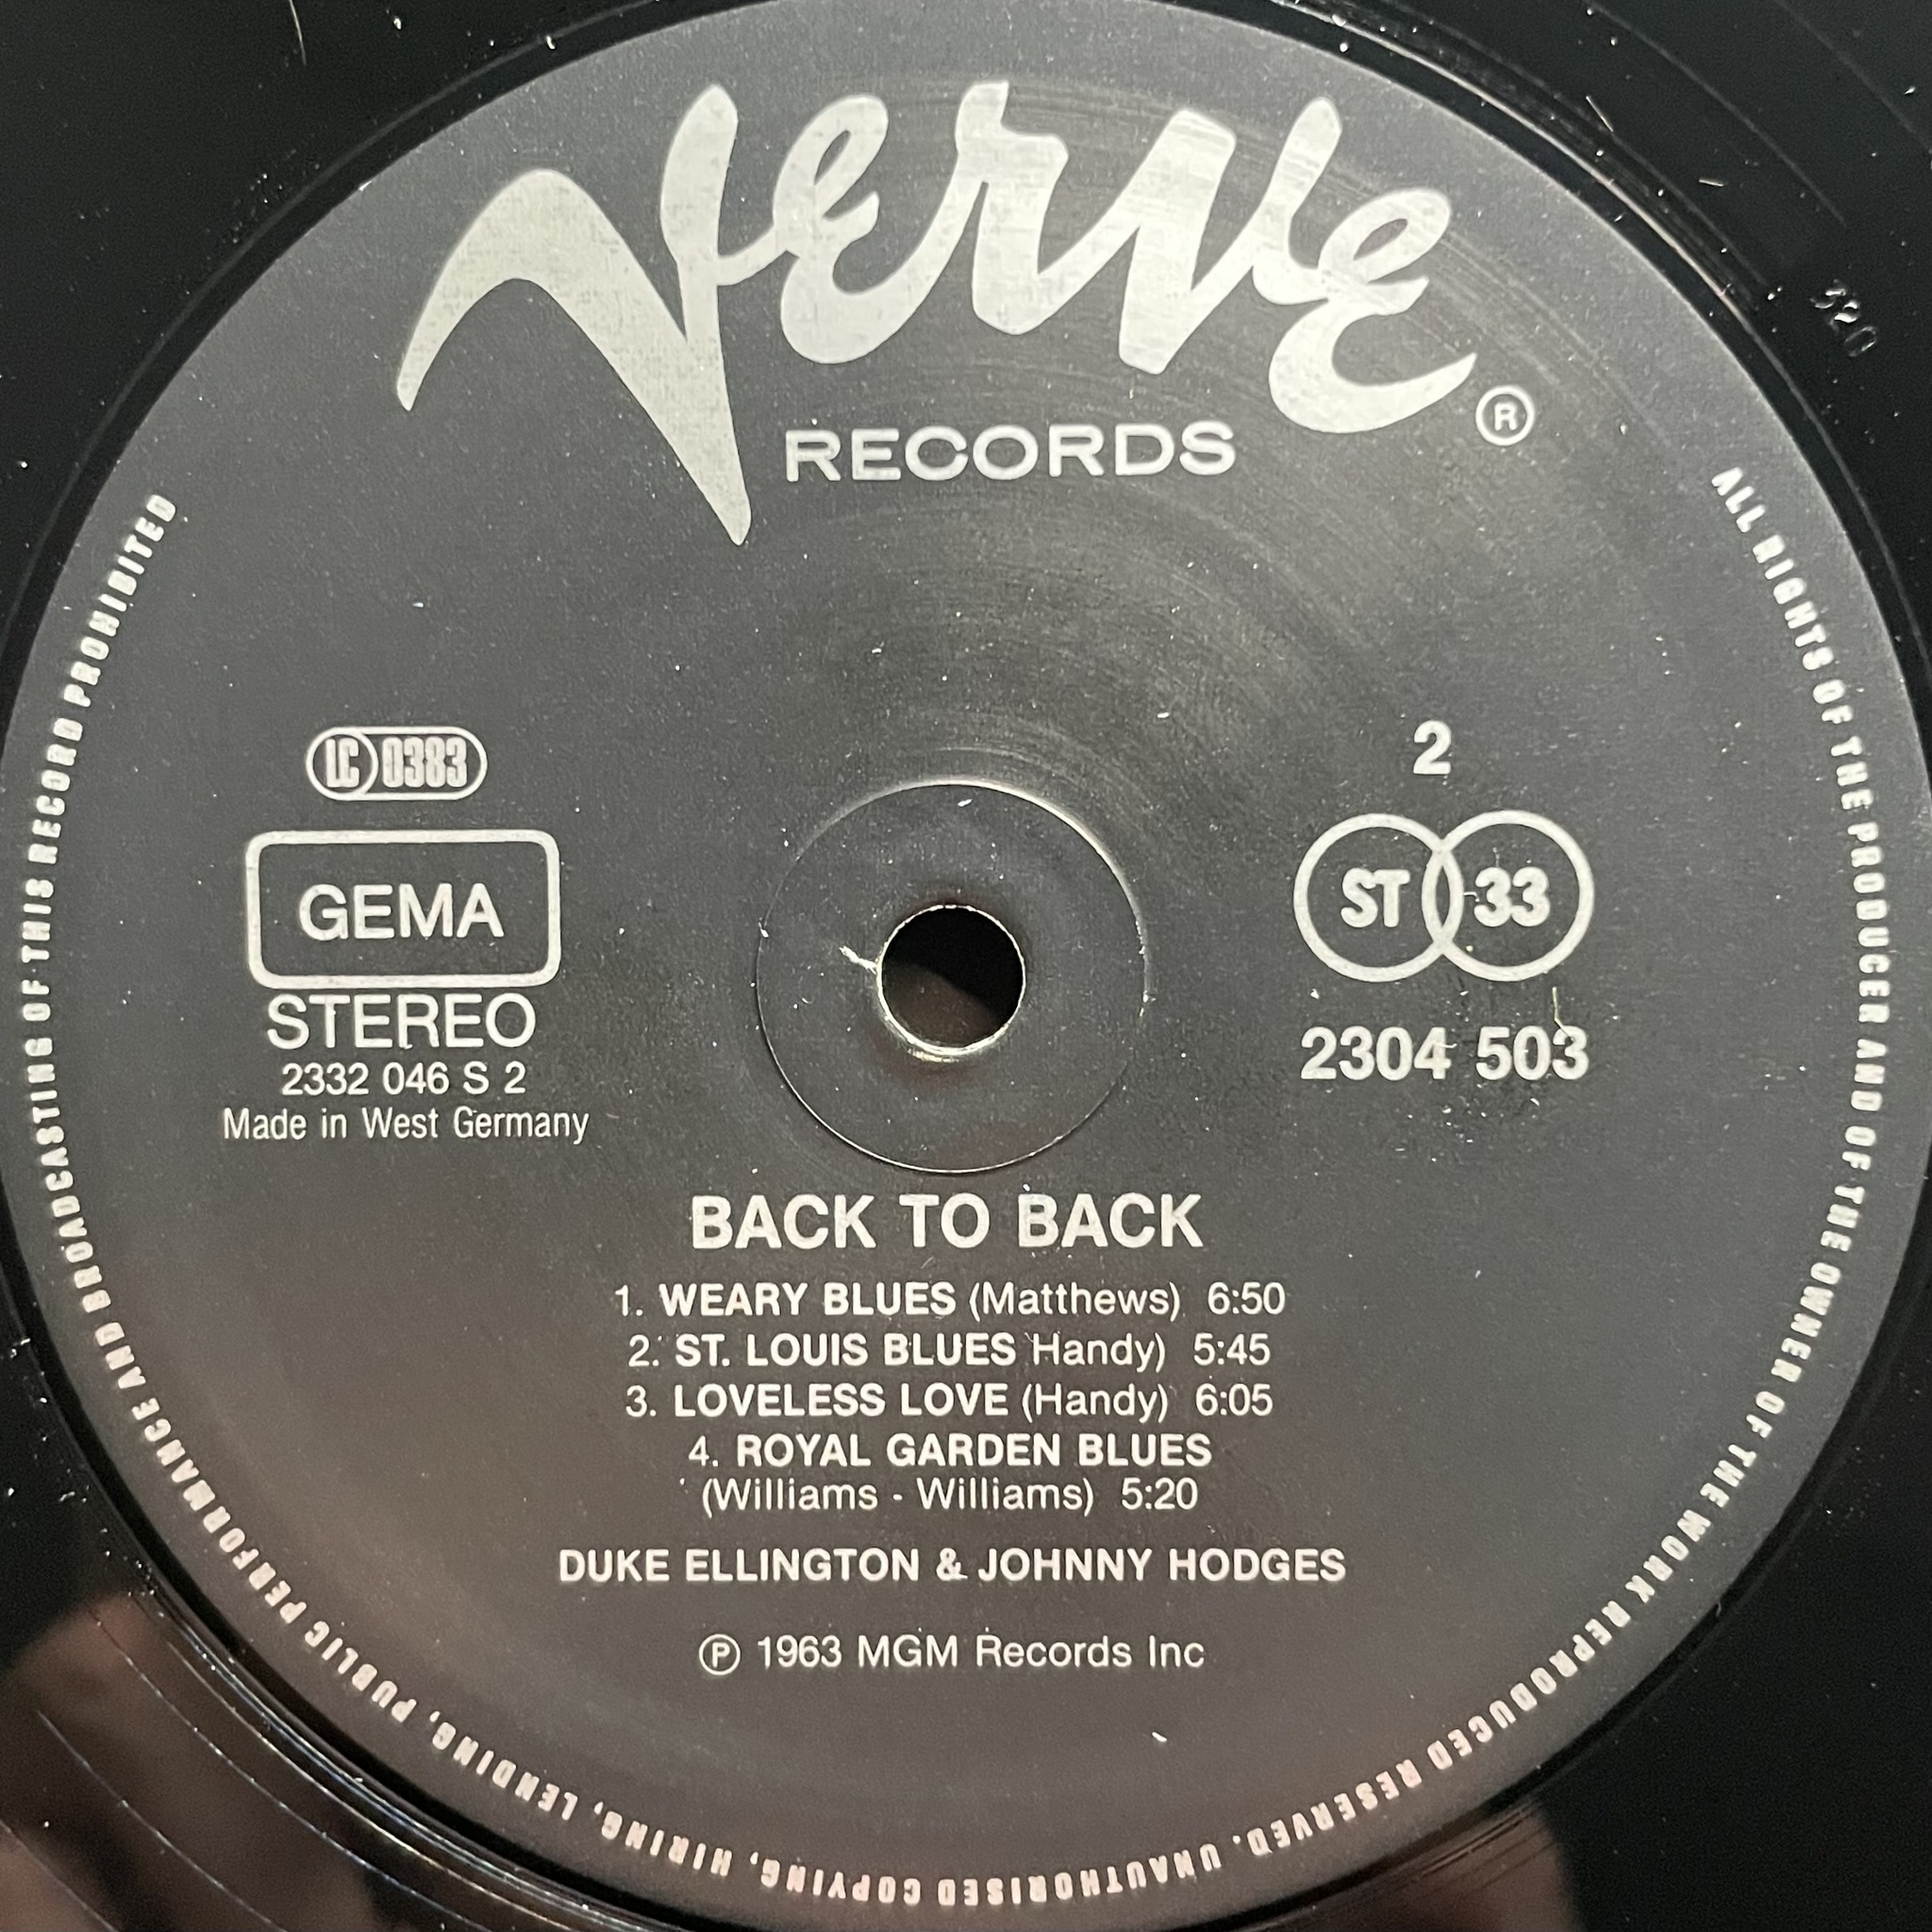 Verve
RECORDS ®
LC 0383
GEMA
STEREO
2332 046 S 2
Made in West Germany
2
ST 33
2304 503
BACK TO BACK
1. WEARY BLUES (Matthews) 6:50
2. ST. LOUIS BLUES Handy) 5:45
3. LOVELESS LOVE (Handy) 6:05
4. ROYAL GARDEN BLUES
(Williams - Williams) 5:20
DUKE ELLINGTON & JOHNNY HODGES
℗ 1963 MGM Records Inc
ALL RIGHTS OF THE PRODUCER AND OF THE OWNER OF THE WORK REPRODUCED RESERVED. UNAUTHORISED COPYING, HIRING, LENDING, PUBLIC PERFORMANCE AND BROADCASTING OF THIS RECORD PROHIBITED
320